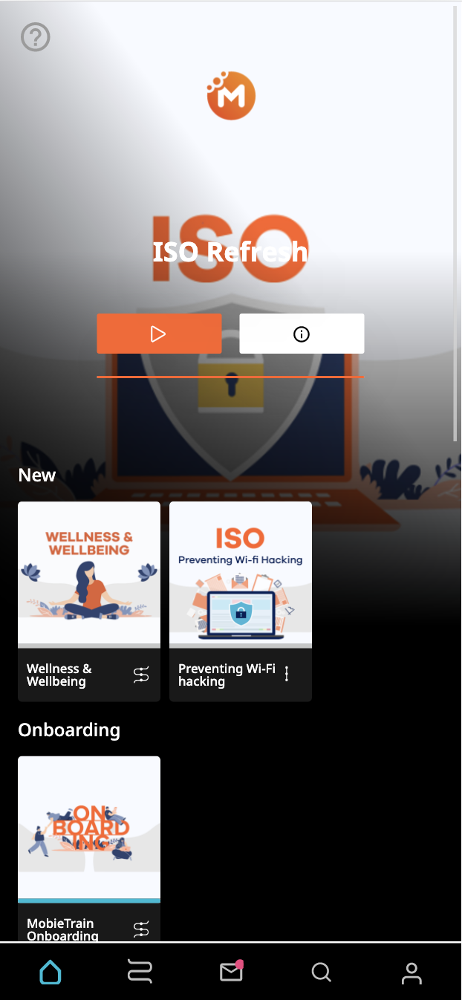 M
ISO
ISO Refresh
New
WELLNESS &
WELLBEING
ISO
Preventing Wi-fi Hacking
Wellness &
Wellbeing
Preventing Wi-Fi
hacking
Onboarding
ON
BOARD
ING
MobieTrain
Onboarding